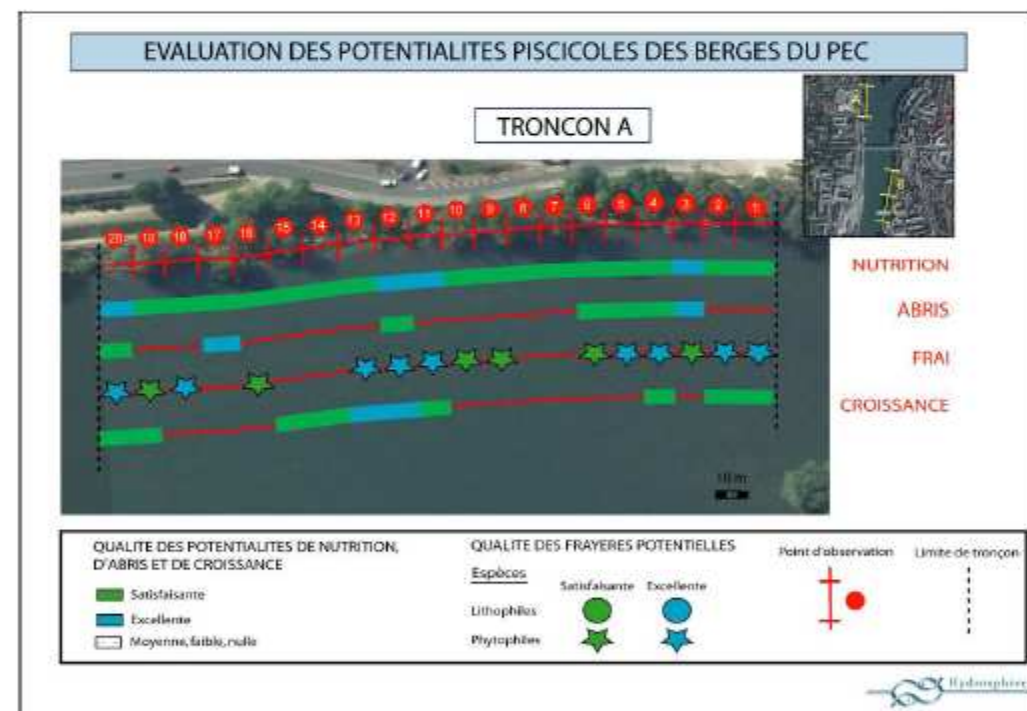 EVALUATION DES POTENTIALITES PISCICOLES DES BERGES DU PEC
TRONCON A
20 19 18 17 16 15 14 13 12 11 10 9 8 7 6 5 4 3 2 1
NUTRITION
ABRIS
FRAI
CROISSANCE
10 m
QUALITE DES POTENTIALITES DE NUTRITION,
D'ABRIS ET DE CROISSANCE
Satisfaisante
Excellente
Moyenne, faible, nulle
QUALITE DES FRAYERES POTENTIELLES
Espèces
Satisfaisante Excellente
Lithophiles
Phytophiles
Point d'observation
Limite de tronçon
Hydrosphère